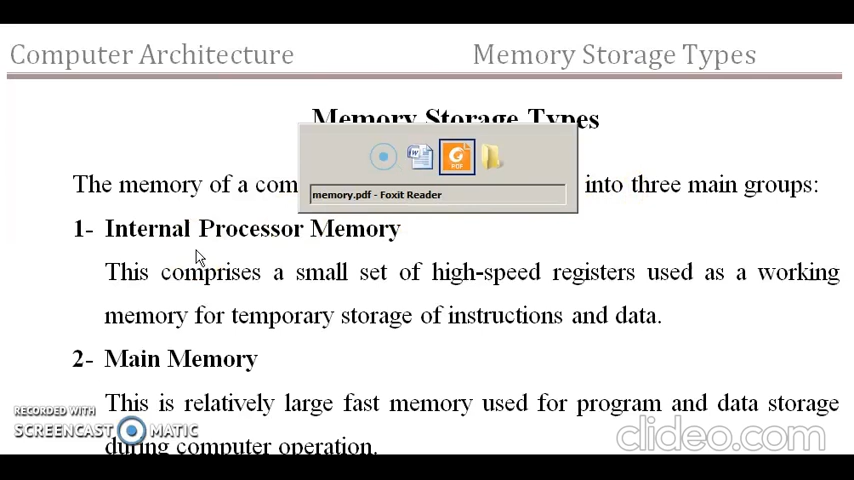 Computer Architecture Memory Storage Types
Memory Storage Types
The memory of a com into three main groups:
memory.pdf - Foxit Reader
1- Internal Processor Memory
This comprises a small set of high-speed registers used as a working
memory for temporary storage of instructions and data.
2- Main Memory
This is relatively large fast memory used for program and data storage
during computer operation.
RECORDED WITH
SCREENCAST MATIC
clideo.com